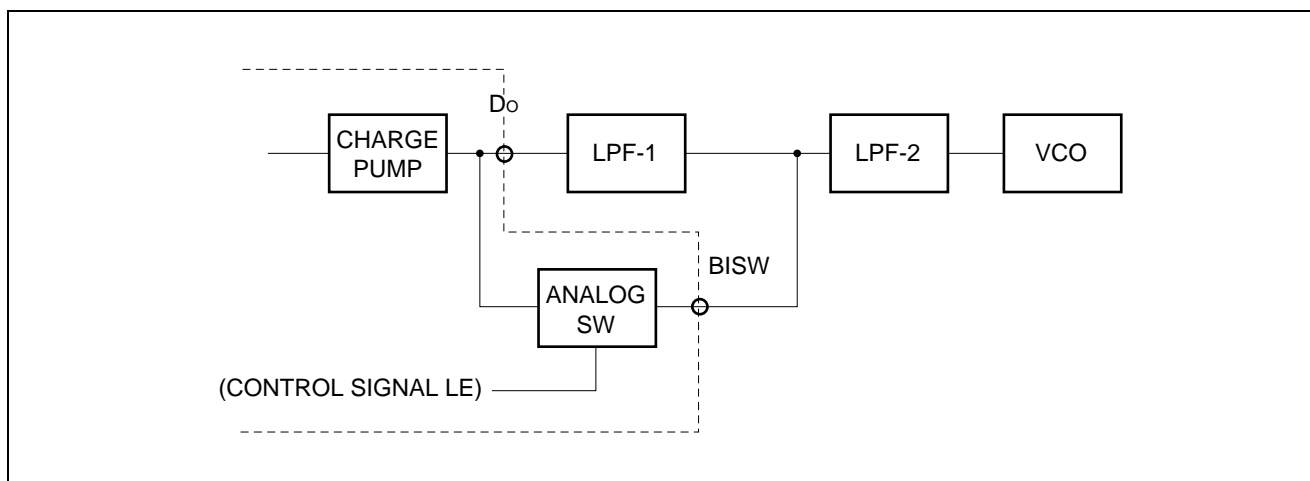 DO
CHARGE
PUMP
LPF-1
LPF-2
VCO
BISW
ANALOG
SW
(CONTROL SIGNAL LE)